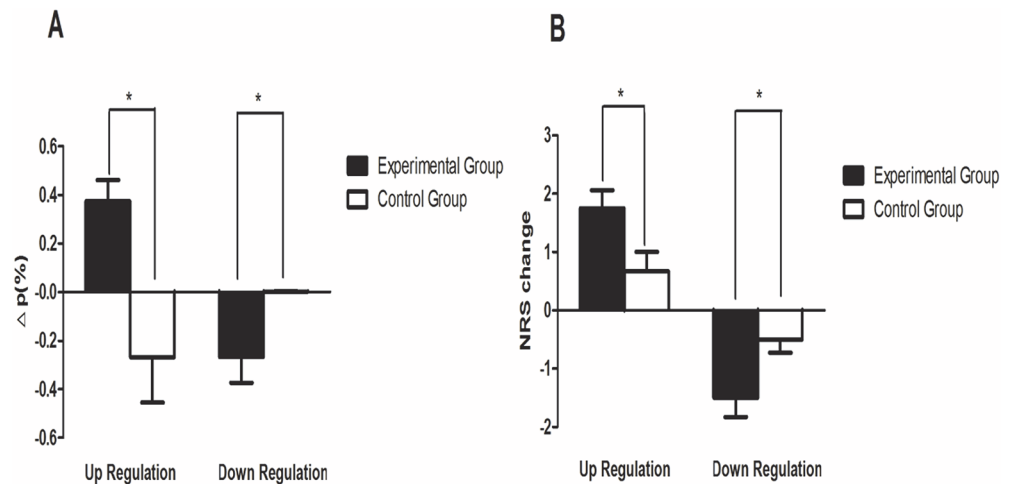 A
*
*
0.6
0.4
0.2
-0.0
-0.2
-0.4
-0.6
△ p(%)
Experimental Group
Control Group
Up Regulation
Down Regulation
B
*
*
3
2
1
0
-1
-2
NRS change
Experimental Group
Control Group
Up Regulation
Down Regulation